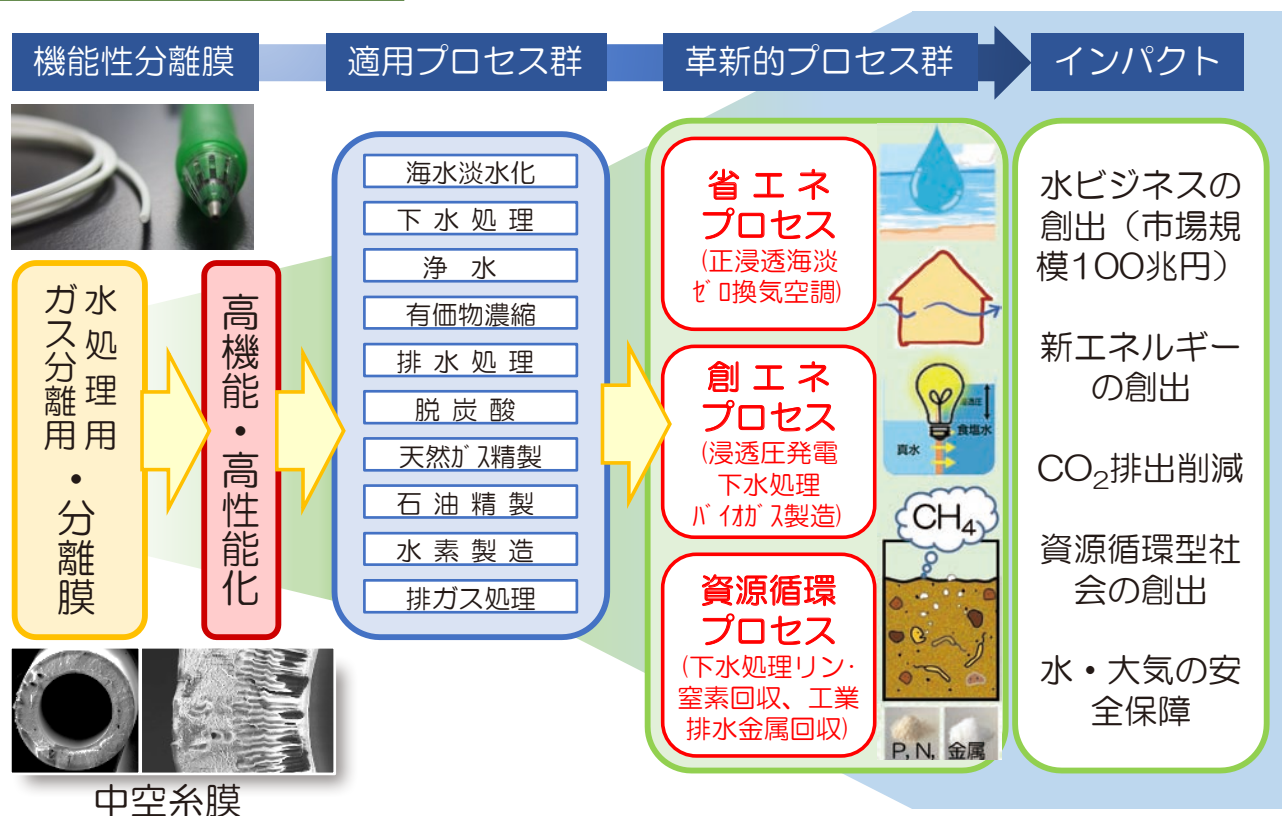 機能性分離膜
適用プロセス群
革新的プロセス群
インパクト
水処理用・
ガス分離用
分離膜
高機能・高性能化
中空糸膜
海水淡水化
下水処理
浄水
有価物濃縮
排水処理
脱炭酸
天然ガス精製
石油精製
水素製造
排ガス処理
省エネ
プロセス
(正浸透海淡
ゼロ換気空調)
創エネ
プロセス
(浸透圧発電
下水処理
バイオガス製造)
資源循環
プロセス
(下水処理リン・
窒素回収、工業
排水金属回収)
浸透圧
食塩水
真水
CH₄
P, N, 金属
水ビジネスの
創出（市場規
模100兆円）
新エネルギー
の創出
CO₂排出削減
資源循環型社
会の創出
水・大気の安
全保障